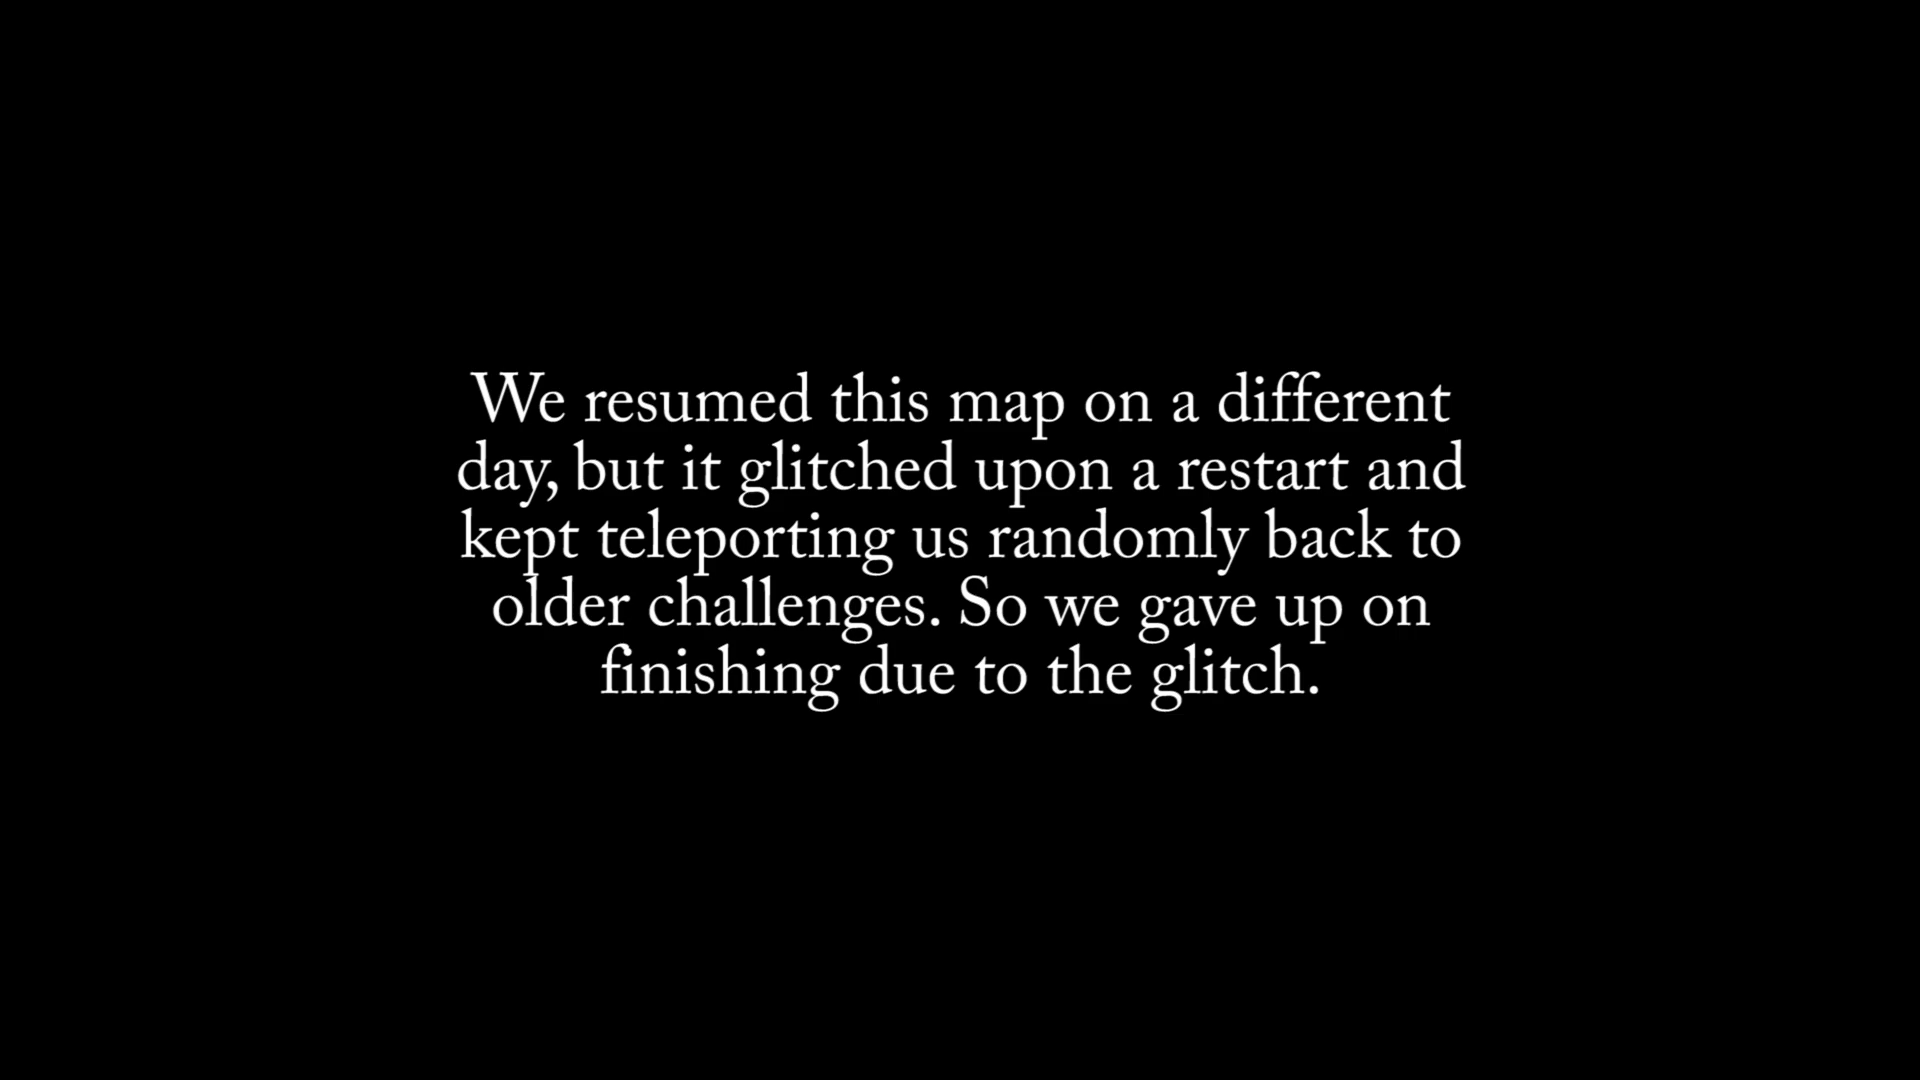 We resumed this map on a different
day, but it glitched upon a restart and
kept teleporting us randomly back to
older challenges. So we gave up on
finishing due to the glitch.